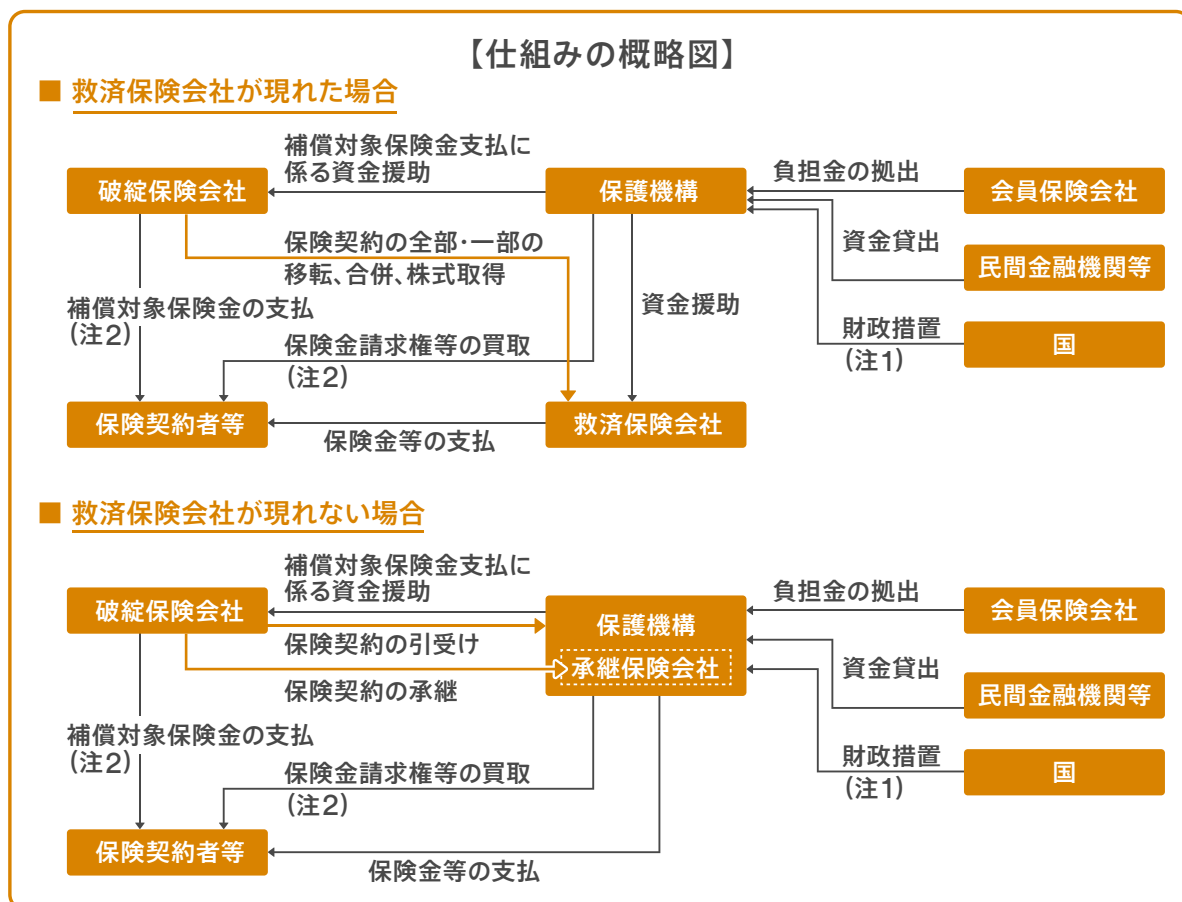 【仕組みの概略図】
■ 救済保険会社が現れた場合
補償対象保険金支払に
係る資金援助
破綻保険会社
保護機構
負担金の拠出
会員保険会社
保険契約の全部・一部の
移転、合併、株式取得
資金貸出
民間金融機関等
補償対象保険金の支払
(注2)
資金援助
保険金請求権等の買取
(注2)
財政措置
(注1)
国
保険契約者等
保険金等の支払
救済保険会社
■ 救済保険会社が現れない場合
補償対象保険金支払に
係る資金援助
破綻保険会社
保護機構
承継保険会社
負担金の拠出
会員保険会社
保険契約の引受け
保険契約の承継
資金貸出
民間金融機関等
補償対象保険金の支払
(注2)
保険金請求権等の買取
(注2)
財政措置
(注1)
国
保険契約者等
保険金等の支払